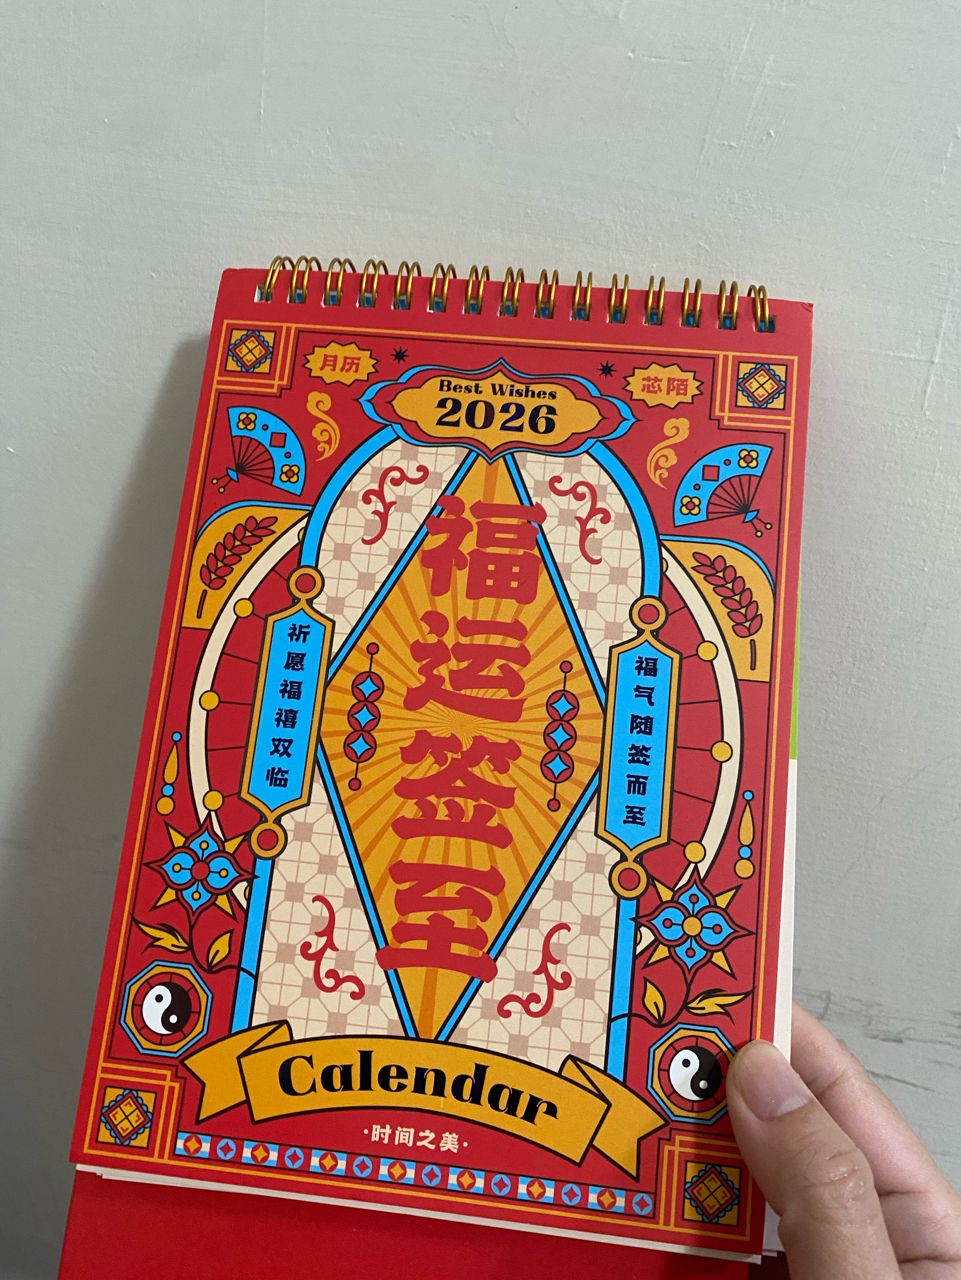 月历
芯陌
Best Wishes
2026
福运签至
祈愿福禧双临
福气随签而至
Calendar
·时间之美·